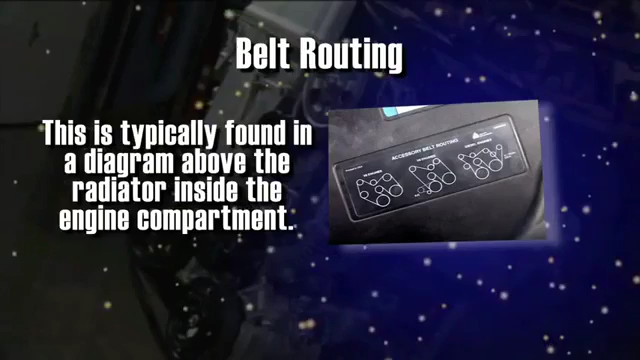 Belt Routing
This is typically found in
a diagram above the
radiator inside the
engine compartment.
ACCESSORY BELT ROUTING